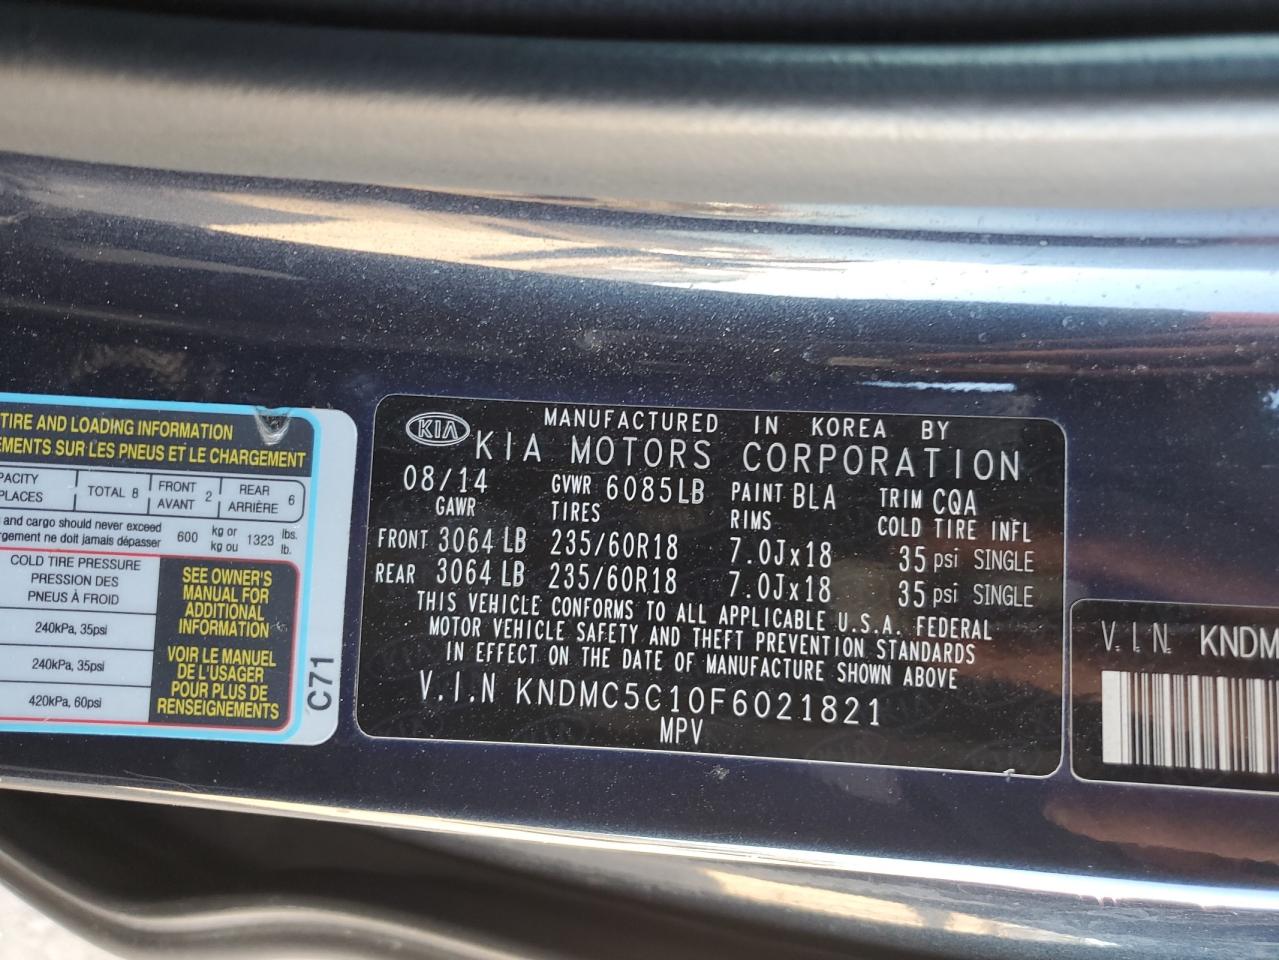 TIRE AND LOADING INFORMATION
EMENTS SUR LES PNEUS ET LE CHARGEMENT
PACITY
PLACES
TOTAL 8
FRONT
AVANT 2
REAR
ARRIÈRE 6
and cargo should never exceed
rgement ne doit jamais dépasser
600 kg or
kg ou
1323 lbs.
lb.
COLD TIRE PRESSURE
PRESSION DES
PNEUS À FROID
240kPa, 35psi
240kPa, 35psi
420kPa, 60psi
SEE OWNER'S
MANUAL FOR
ADDITIONAL
INFORMATION
VOIR LE MANUEL
DE L'USAGER
POUR PLUS DE
RENSEIGNEMENTS
C71
KIA
MANUFACTURED IN KOREA BY
KIA MOTORS CORPORATION
08/14 GVWR 6085LB PAINT BLA TRIM CQA
GAWR TIRES RIMS COLD TIRE INFL
FRONT 3064 LB 235/60R18 7.0Jx18 35 psi SINGLE
REAR 3064 LB 235/60R18 7.0Jx18 35 psi SINGLE
THIS VEHICLE CONFORMS TO ALL APPLICABLE U.S.A. FEDERAL
MOTOR VEHICLE SAFETY AND THEFT PREVENTION STANDARDS
IN EFFECT ON THE DATE OF MANUFACTURE SHOWN ABOVE
V.I.N KNDMC5C10F6021821
MPV
V.I.N. KNDM